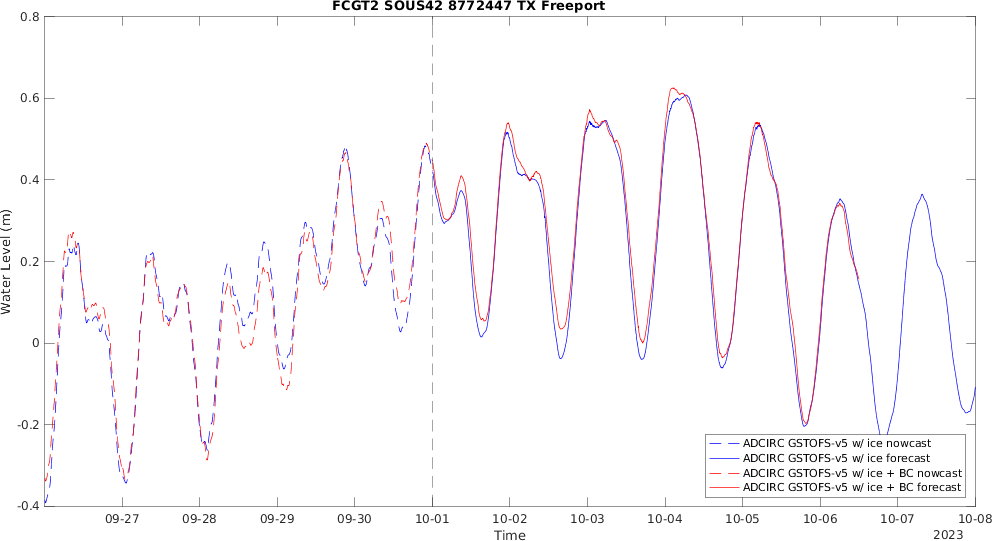 FCGT2 SOUS42 8772447 TX Freeport
Water Level (m)
0.8
0.6
0.4
0.2
0
-0.2
-0.4
09-27 09-28 09-29 09-30 10-01 10-02 10-03 10-04 10-05 10-06 10-07 10-08
Time
2023
ADCIRC GSTOFS-v5 w/ ice nowcast
ADCIRC GSTOFS-v5 w/ ice forecast
ADCIRC GSTOFS-v5 w/ ice + BC nowcast
ADCIRC GSTOFS-v5 w/ ice + BC forecast